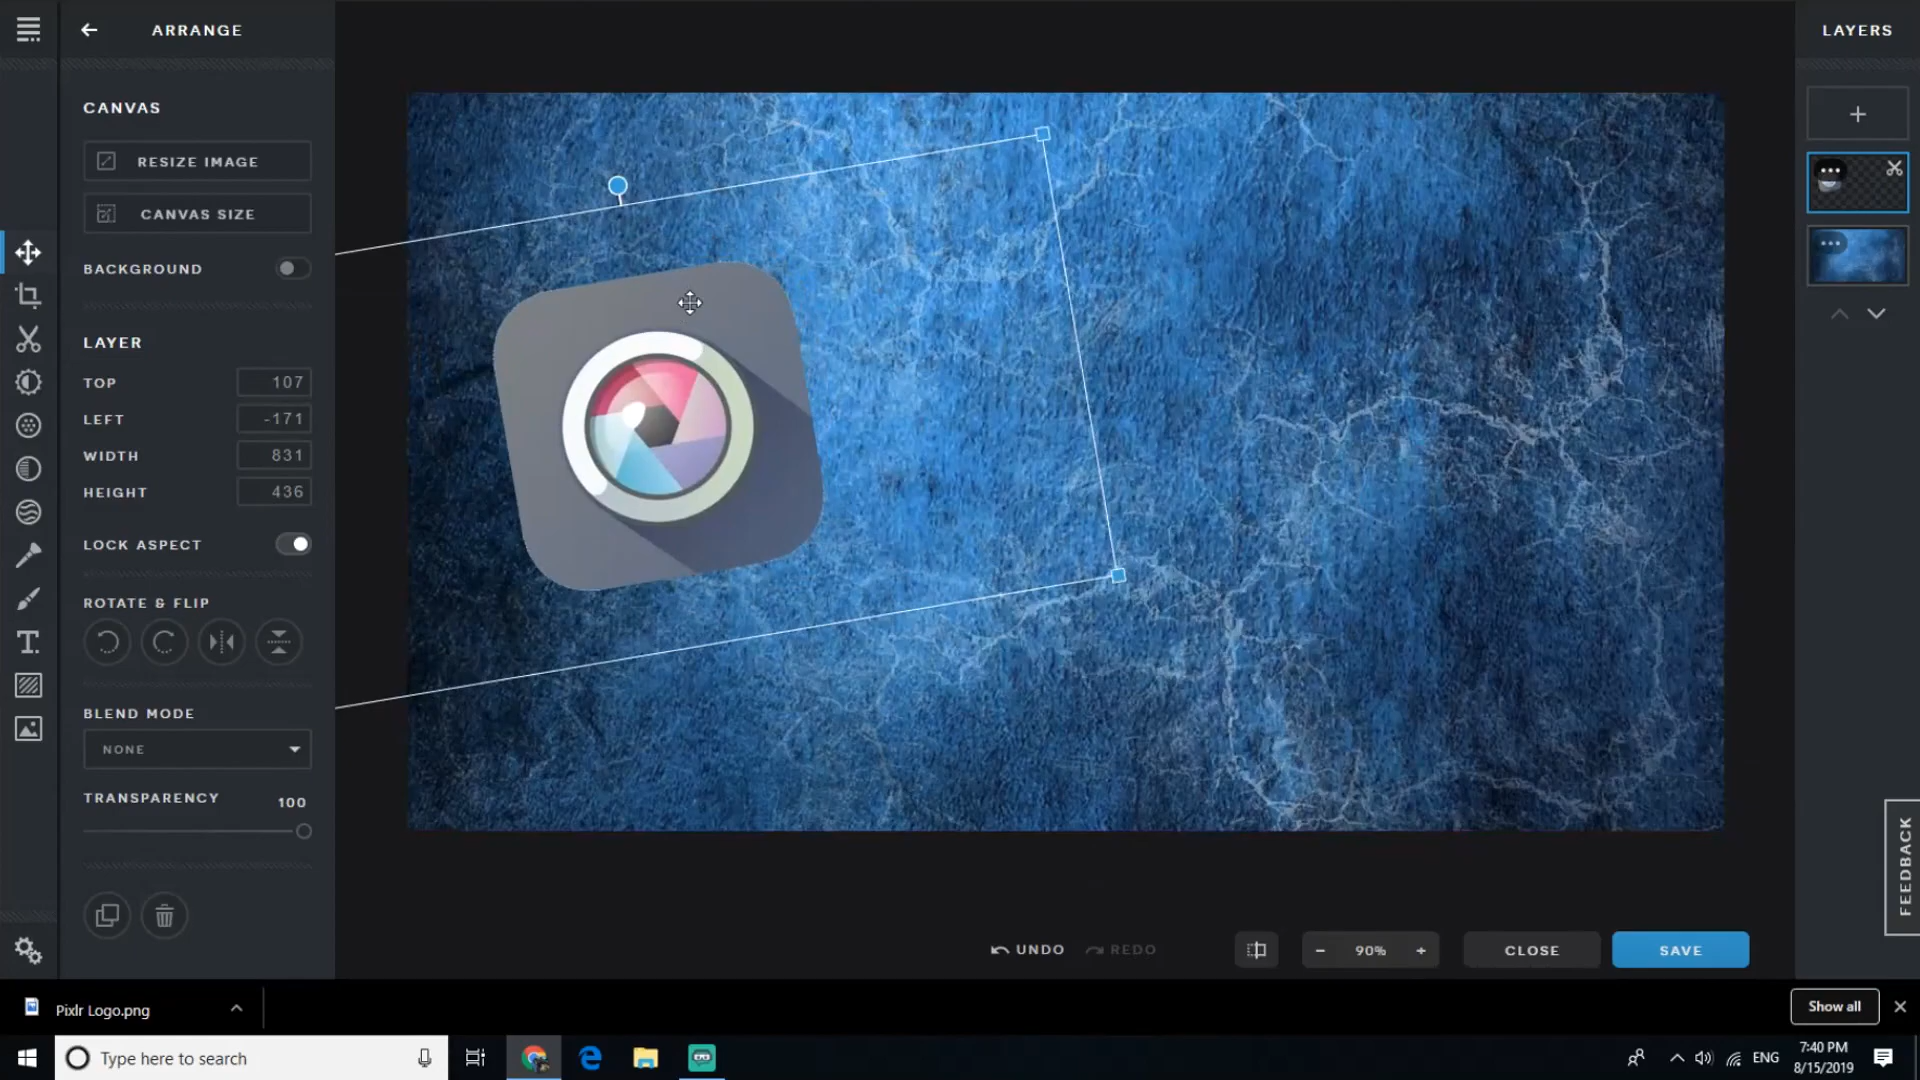 ARRANGE
CANVAS
RESIZE IMAGE
CANVAS SIZE
BACKGROUND
LAYER
TOP 107
LEFT -171
WIDTH 831
HEIGHT 436
LOCK ASPECT
ROTATE & FLIP
BLEND MODE
NONE
TRANSPARENCY 100
LAYERS
FEEDBACK
UNDO REDO 90% CLOSE SAVE
Pixlr Logo.png
Show all
Type here to search
ENG
7:40 PM
8/15/2019